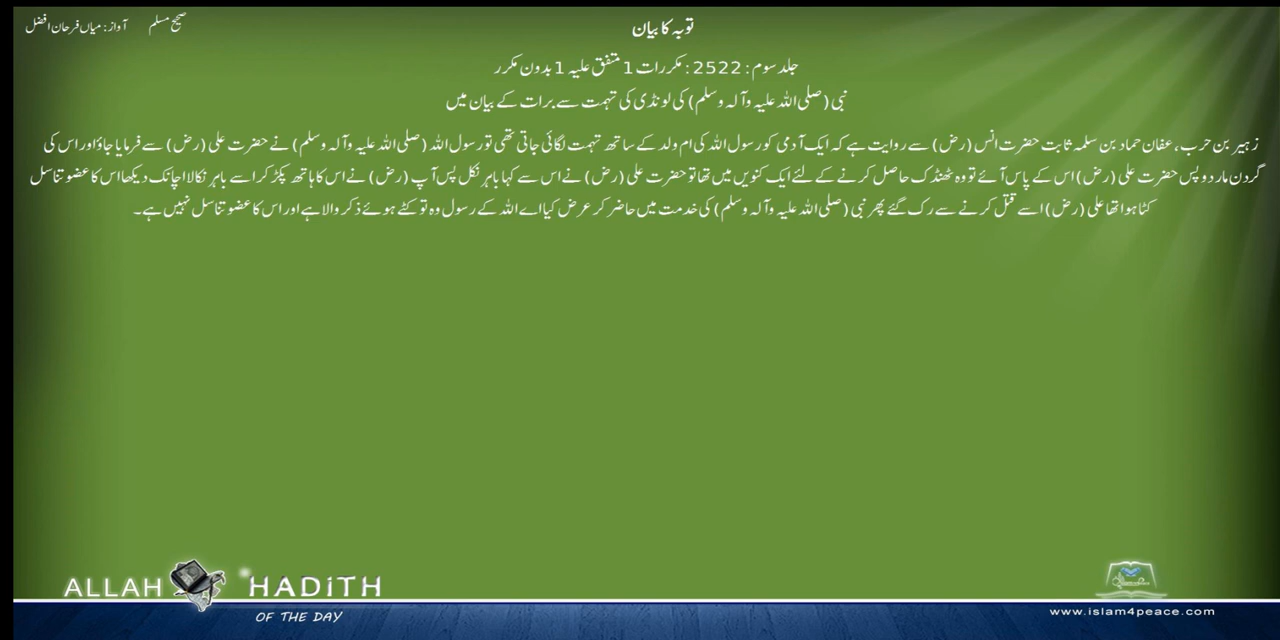 توبہ کا بیان
صحیح مسلم آواز: میاں فرحان افضل
جلد سوم : 2522 : مکررات 1 متفق علیہ 1 بدون مکرر
نبی (صلی اللہ علیہ وآلہ وسلم) کی لونڈی کی تہمت سے برات کے بیان میں
زہیر بن حرب، عفان حماد بن سلمہ ثابت حضرت انس (رض) سے روایت ہے کہ ایک آدمی کو رسول اللہ کی ام ولد کے ساتھ تہمت لگائی جاتی تھی تو رسول اللہ (صلی اللہ علیہ وآلہ وسلم) نے حضرت علی (رض) سے فرمایا جاؤ اور اس کی
گردن مار دو پس حضرت علی (رض) اس کے پاس آئے تو وہ ٹھنڈک حاصل کرنے کے لئے ایک کنویں میں تھا تو حضرت علی (رض) نے اس سے کہا باہر نکل پس آپ (رض) نے اس کا ہاتھ پکڑ کر اسے باہر نکالا اچانک دیکھا اس کا عضو تناسل
کٹا ہوا تھا علی (رض) اسے قتل کرنے سے رک گئے پھر نبی (صلی اللہ علیہ وآلہ وسلم) کی خدمت میں حاضر کر عرض کیا اے اللہ کے رسول وہ تو کٹے ہوئے ذکر والا ہے اور اس کا عضو تناسل نہیں ہے۔
ALLAH HADITH
OF THE DAY
www.islam4peace.com